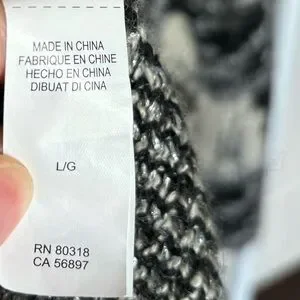 MADE IN CHINA
FABRIQUE EN CHINE
HECHO EN CHINA
DIBUAT DI CINA
L/G
RN 80318
CA 56897